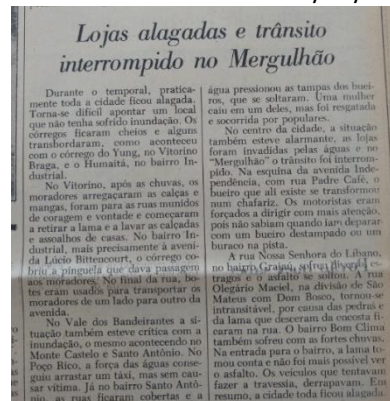 Lojas alagadas e trânsito
interrompido no Mergulhão
Durante o temporal, pratica-
mente toda a cidade ficou alagada.
Torna-se difícil apontar um local
que não tenha sofrido inundação. Os
córregos ficaram cheios e alguns
transbordaram, como aconteceu
com o córrego do Yung, no Vitorino
Braga, e o Humaitá, no bairro In-
dustrial.
No Vitorino, após as chuvas, os
moradores arregaçaram as calças e
mangas, foram para as ruas munidos
de coragem e vontade e começaram
a retirar a lama e a lavar as calçadas
e assoalhos de casas. No bairro In-
dustrial, mais precisamente à aveni-
da Lúcio Bittencourt, o córrego co-
briu a pinguela que dava passagem
aos moradores. No final da rua, bo-
tes eram usados para transportar os
moradores de um lado para outro da
avenida.
No Vale dos Bandeirantes a si-
tuação também esteve crítica com a
inundação, o mesmo acontecendo no
Monte Castelo e Santo Antônio. No
Poço Rico, a força das águas conse-
guiu arrastar um táxi, mas sem cau-
sar vítima. Já no bairro Santo Antô-
nio, as ruas ficaram cobertas e a
água pressionou as tampas dos buei-
ros, que se soltaram. Uma mulher
caiu em um deles, mas foi resgatada
e socorrida por populares.
No centro da cidade, a situação
também esteve alarmante, as lojas
foram invadidas pelas águas e no
"Mergulhão" o trânsito foi interrom-
pido. Na esquina da avenida Inde-
pendência, com rua Padre Café, o
bueiro que ali existe se transformou
num chafariz. Os motoristas eram
forçados a dirigir com mais atenção,
pois não sabiam quando iam deparar
com um bueiro destampado ou um
buraco na pista.
A rua Nossa Senhora do Líbano,
no bairro Grajaú, sofreu
tragos e o asfalto se soltou. A rua
Olegário Maciel, na divisão de São
Mateus com Dom Bosco, tornou-se
intransitável, por causa das pedras e
da lama que desceram da encosta e fi-
caram na rua. O bairro Bom Clima
também sofreu com as fortes chuvas.
Na entrada para o bairro, a lama to-
mou conta e não foi mais possível ver
o asfalto. Os veículos que tentavam
fazer a travessia, derrapavam. Em
resumo, a cidade toda ficou alagada